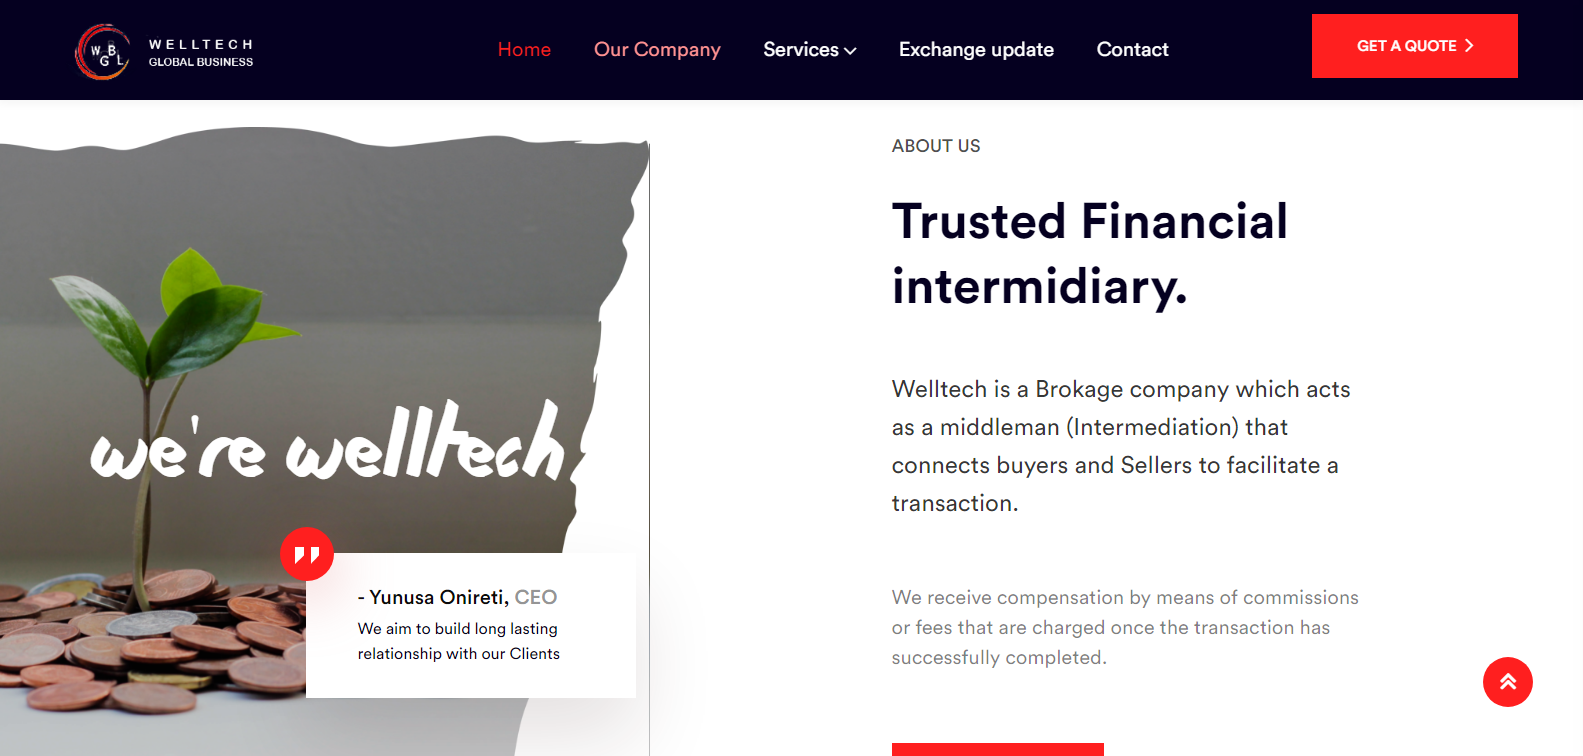 W B
G L
WELLTECH
GLOBAL BUSINESS
Home
Our Company
Services
Exchange update
Contact
GET A QUOTE
ABOUT US
Trusted Financial
intermidiary.
Welltech is a Brokage company which acts
as a middleman (Intermediation) that
connects buyers and Sellers to facilitate a
transaction.
We receive compensation by means of commissions
or fees that are charged once the transaction has
successfully completed.
we're welltech
- Yunusa Onireti, CEO
We aim to build long lasting
relationship with our Clients